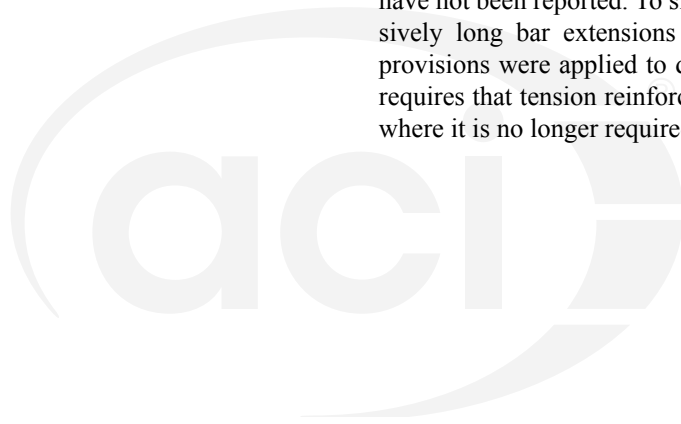 have not been reported. To s
sively long bar extensions
provisions were applied to
requires that tension reinfor
where it is no longer require
aci
®